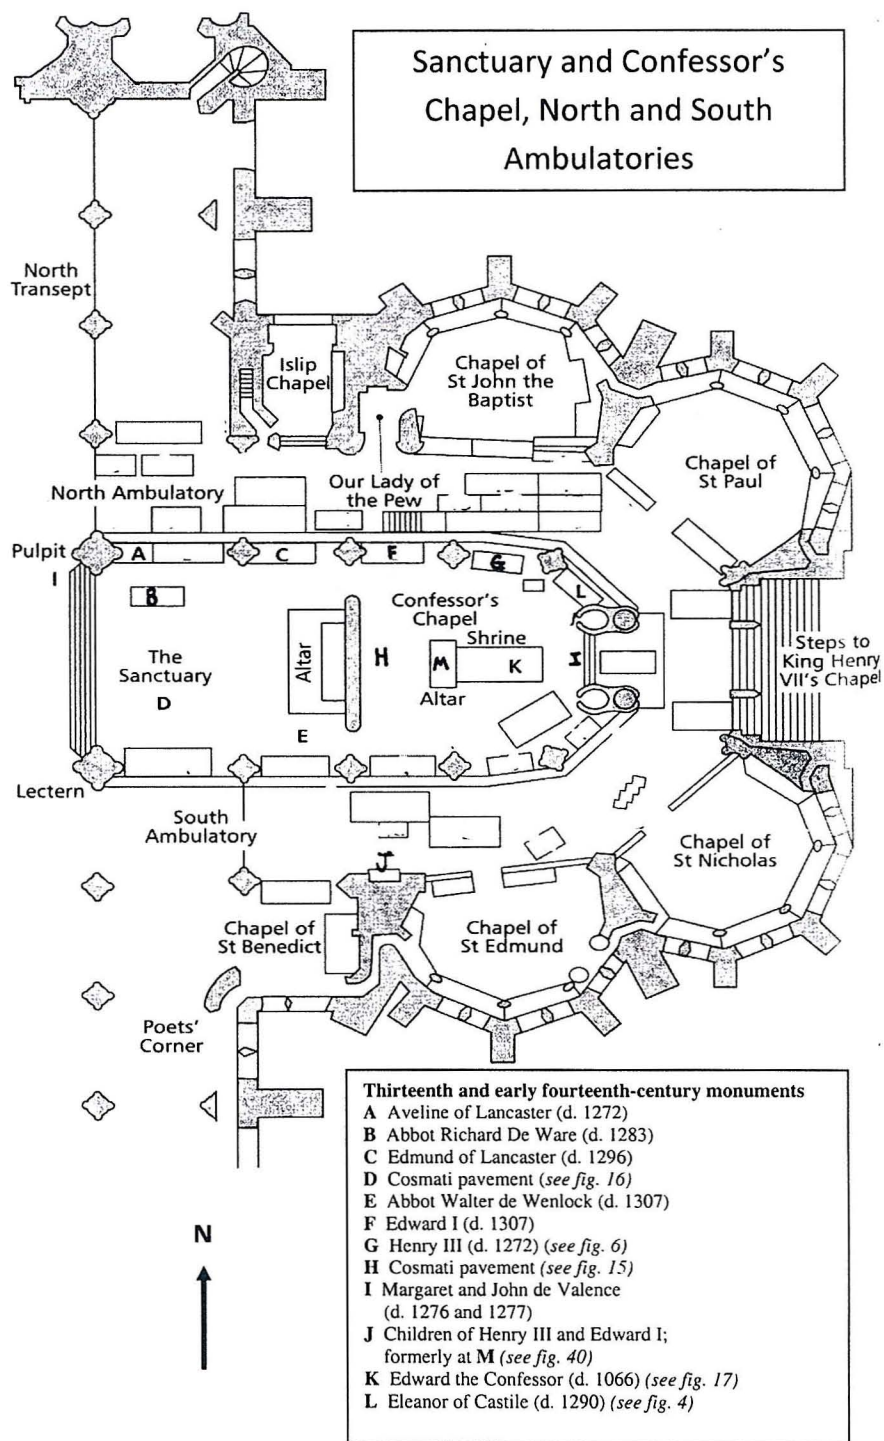 Sanctuary and Confessor's
Chapel, North and South
Ambulatories
North
Transept
Islip
Chapel
Chapel of
St John the
Baptist
Chapel of
St Paul
North Ambulatory
Our Lady of
the Pew
Pulpit
I
A
C
F
G
L
B
Confessor's
Chapel
The
Sanctuary
D
Altar
H
Shrine
M
K
I
Altar
E
Steps to
King Henry
VII's Chapel
Lectern
South
Ambulatory
J
Chapel of
St Nicholas
Chapel of
St Benedict
Chapel of
St Edmund
Poets'
Corner
N
Thirteenth and early fourteenth-century monuments
A Aveline of Lancaster (d. 1272)
B Abbot Richard De Ware (d. 1283)
C Edmund of Lancaster (d. 1296)
D Cosmati pavement (see fig. 16)
E Abbot Walter de Wenlock (d. 1307)
F Edward I (d. 1307)
G Henry III (d. 1272) (see fig. 6)
H Cosmati pavement (see fig. 15)
I Margaret and John de Valence
(d. 1276 and 1277)
J Children of Henry III and Edward I;
formerly at M (see fig. 40)
K Edward the Confessor (d. 1066) (see fig. 17)
L Eleanor of Castile (d. 1290) (see fig. 4)